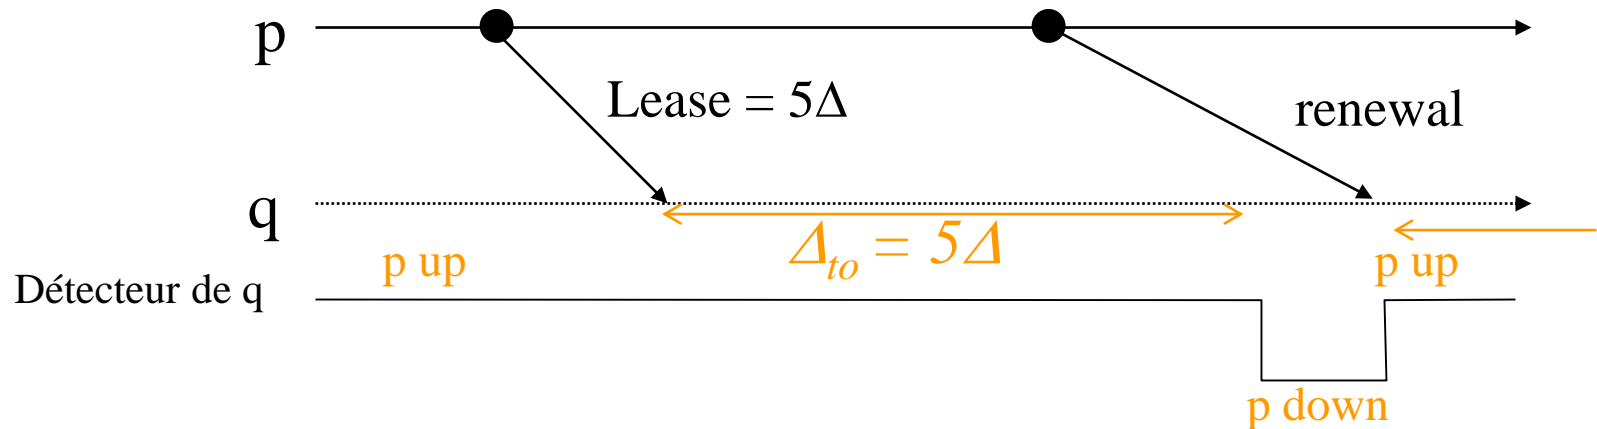 p
Lease = 5Δ
renewal
q
Δto = 5Δ
p up
p up
Détecteur de q
p down